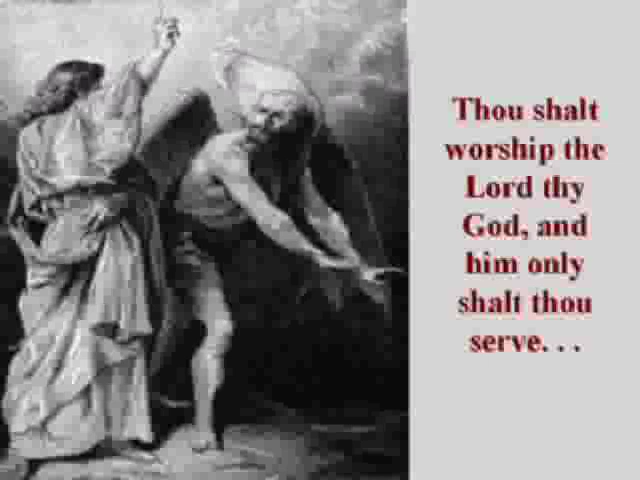 Thou shalt
worship the
Lord thy
God, and
him only
shalt thou
serve. . .